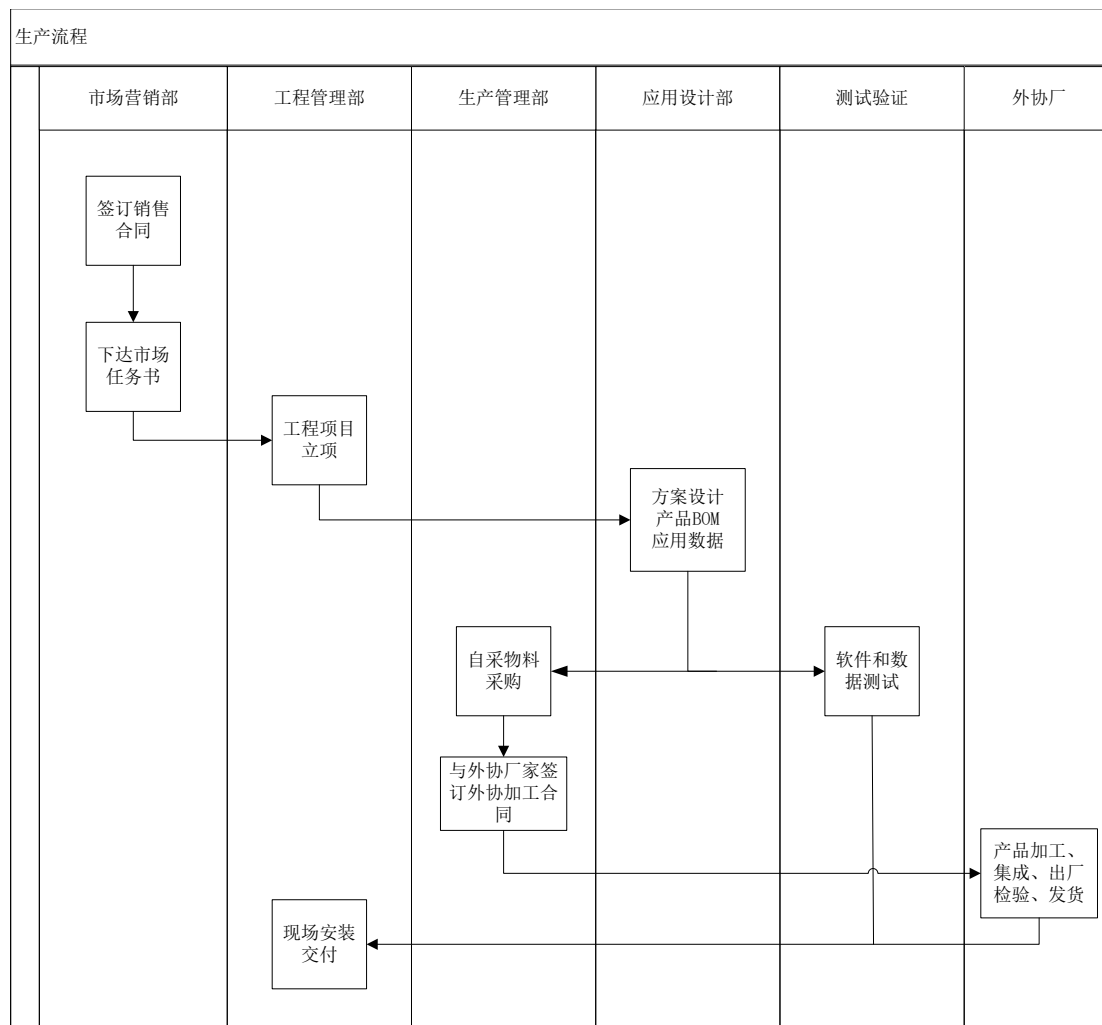 生产流程
市场营销部
工程管理部
生产管理部
应用设计部
测试验证
外协厂
签订销售
合同
下达市场
任务书
工程项目
立项
方案设计
产品BOM
应用数据
自采物料
采购
软件和数
据测试
与外协厂家签
订外协加工合
同
产品加工、
集成、出厂
检验、发货
现场安装
交付